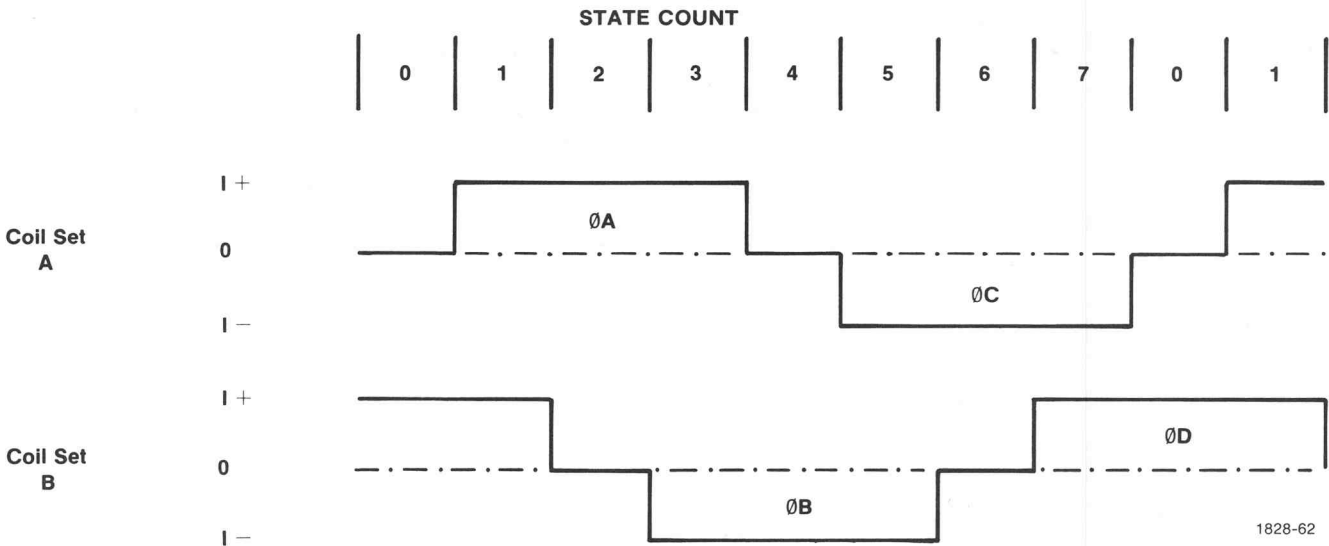 STATE COUNT
0 1 2 3 4 5 6 7 0 1
I +
ØA
Coil Set
A
0
ØC
I −
I +
ØD
Coil Set
B
0
ØB
I −
1828-62